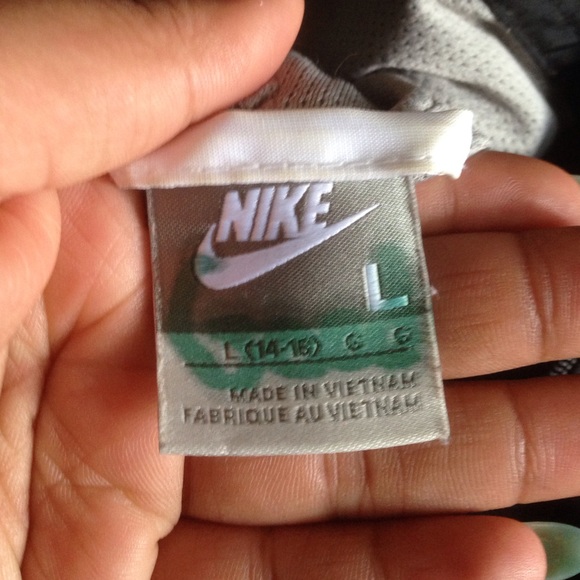 NIKE
L
L (14-16) G G
MADE IN VIETNAM
FABRIQUE AU VIETNAM